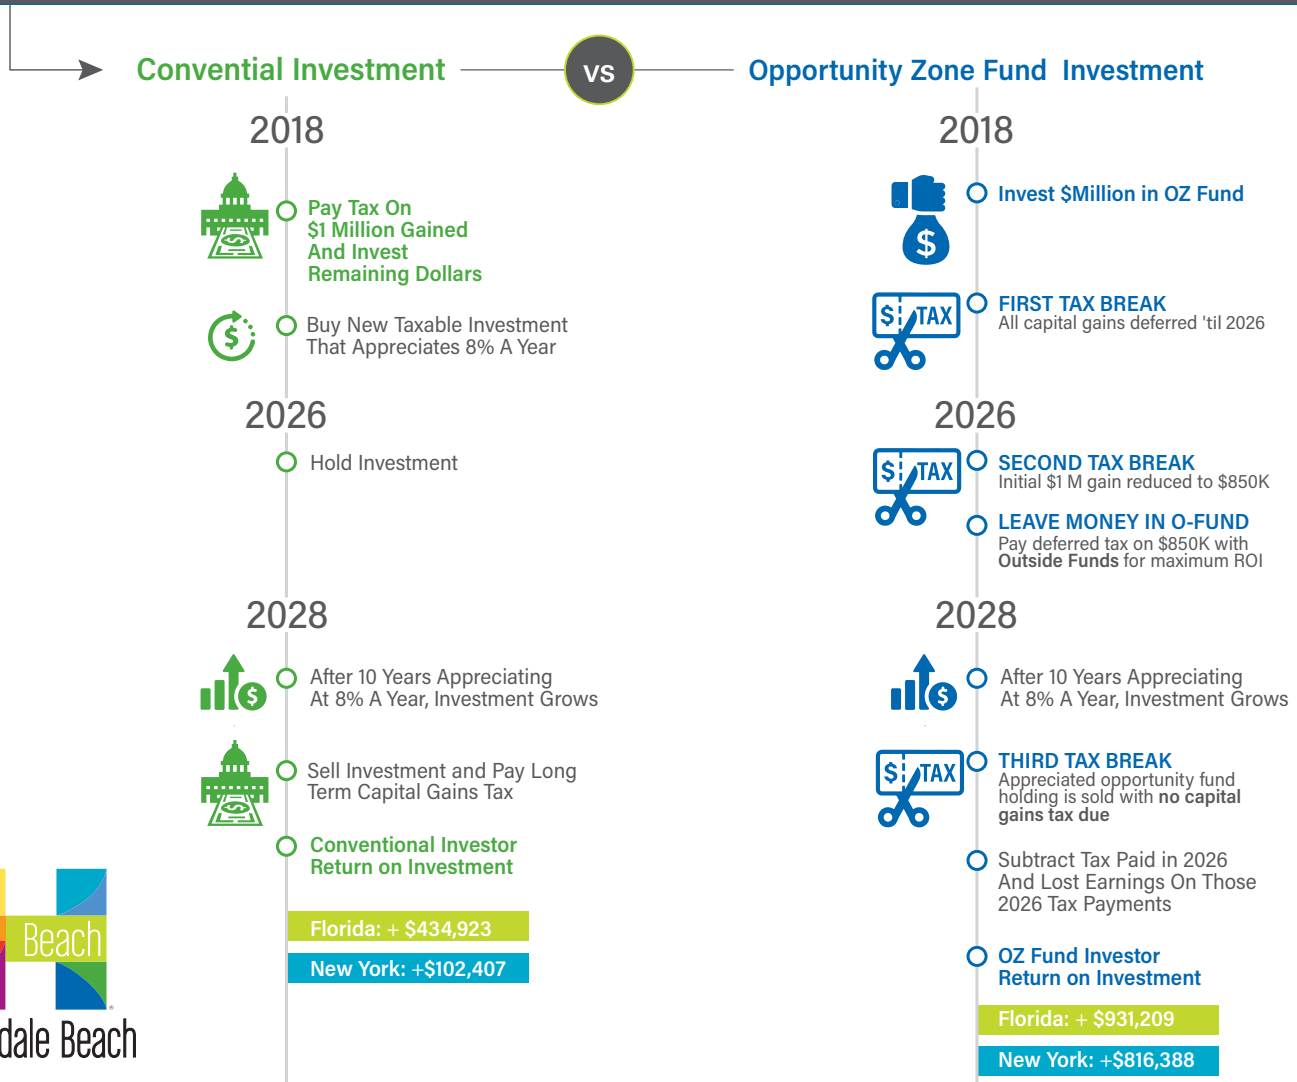 Convential Investment
VS
Opportunity Zone Fund Investment
2018
Pay Tax On
$1 Million Gained
And Invest
Remaining Dollars
$
Buy New Taxable Investment
That Appreciates 8% A Year
2026
Hold Investment
2028
$
After 10 Years Appreciating
At 8% A Year, Investment Grows
Sell Investment and Pay Long
Term Capital Gains Tax
Conventional Investor
Return on Investment
Florida: + $434,923
New York: +$102,407
2018
$
Invest $Million in OZ Fund
$ TAX
FIRST TAX BREAK
All capital gains deferred 'til 2026
2026
$ TAX
SECOND TAX BREAK
Initial $1 M gain reduced to $850K
LEAVE MONEY IN O-FUND
Pay deferred tax on $850K with
Outside Funds for maximum ROI
2028
$
After 10 Years Appreciating
At 8% A Year, Investment Grows
$ TAX
THIRD TAX BREAK
Appreciated opportunity fund
holding is sold with no capital
gains tax due
Subtract Tax Paid in 2026
And Lost Earnings On Those
2026 Tax Payments
OZ Fund Investor
Return on Investment
Florida: + $931,209
New York: +$816,388
Beach
dale Beach